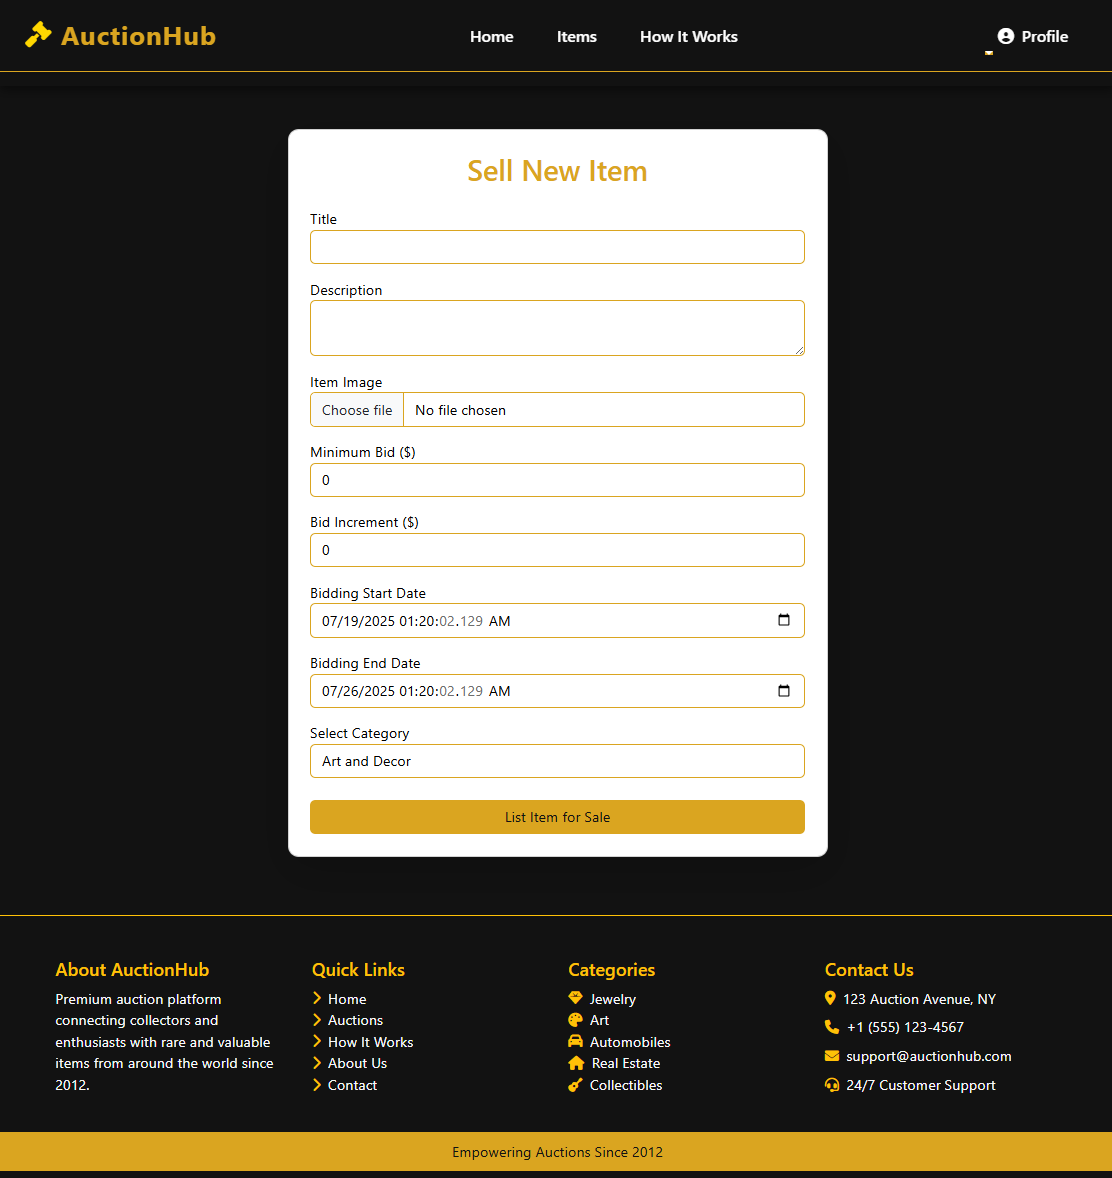 AuctionHub
Home
Items
How It Works
Profile
Sell New Item
Title
Description
Item Image
Choose file
No file chosen
Minimum Bid ($)
0
Bid Increment ($)
0
Bidding Start Date
07/19/2025 01:20:02.129 AM
Bidding End Date
07/26/2025 01:20:02.129 AM
Select Category
Art and Decor
List Item for Sale
About AuctionHub
Premium auction platform
connecting collectors and
enthusiasts with rare and valuable
items from around the world since
2012.
Quick Links
Home
Auctions
How It Works
About Us
Contact
Categories
Jewelry
Art
Automobiles
Real Estate
Collectibles
Contact Us
123 Auction Avenue, NY
+1 (555) 123-4567
support@auctionhub.com
24/7 Customer Support
Empowering Auctions Since 2012